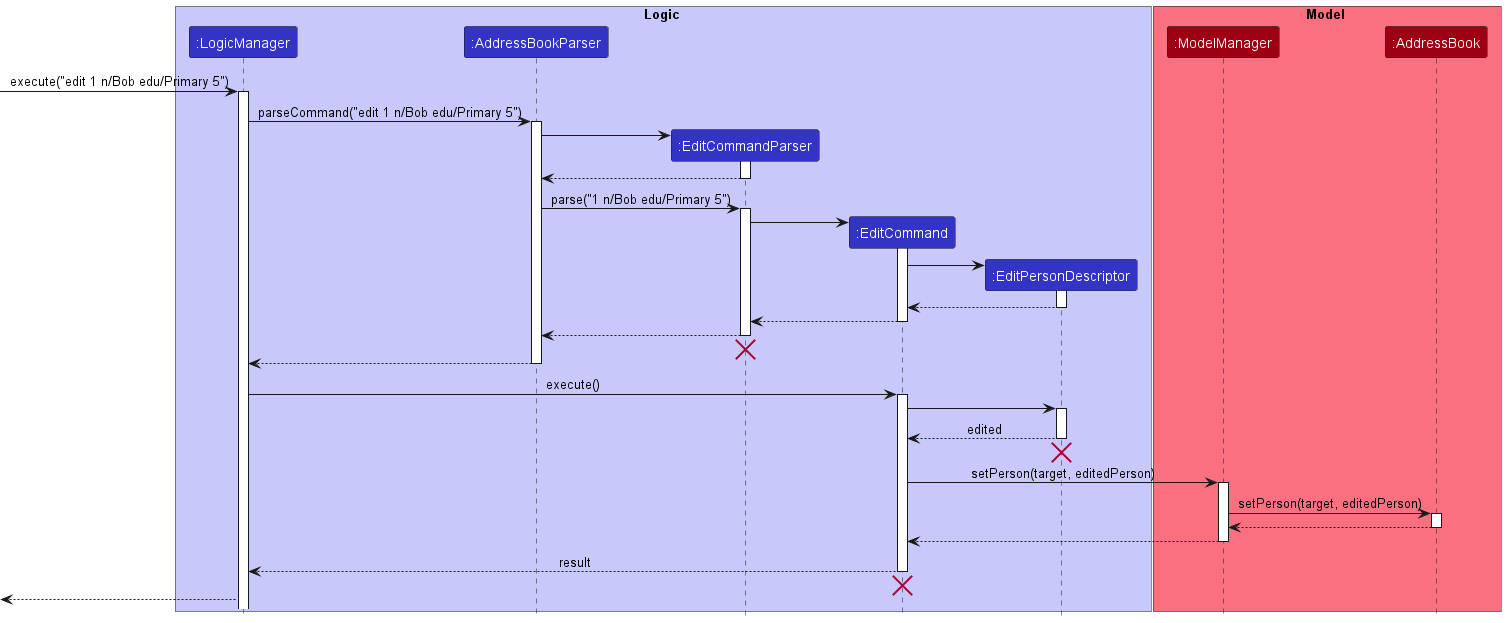 Logic
Model
:LogicManager
:AddressBookParser
:ModelManager
:AddressBook
execute("edit 1 n/Bob edu/Primary 5")
parseCommand("edit 1 n/Bob edu/Primary 5")
:EditCommandParser
parse("1 n/Bob edu/Primary 5")
:EditCommand
:EditPersonDescriptor
execute()
edited
setPerson(target, editedPerson)
setPerson(target, editedPerson)
result